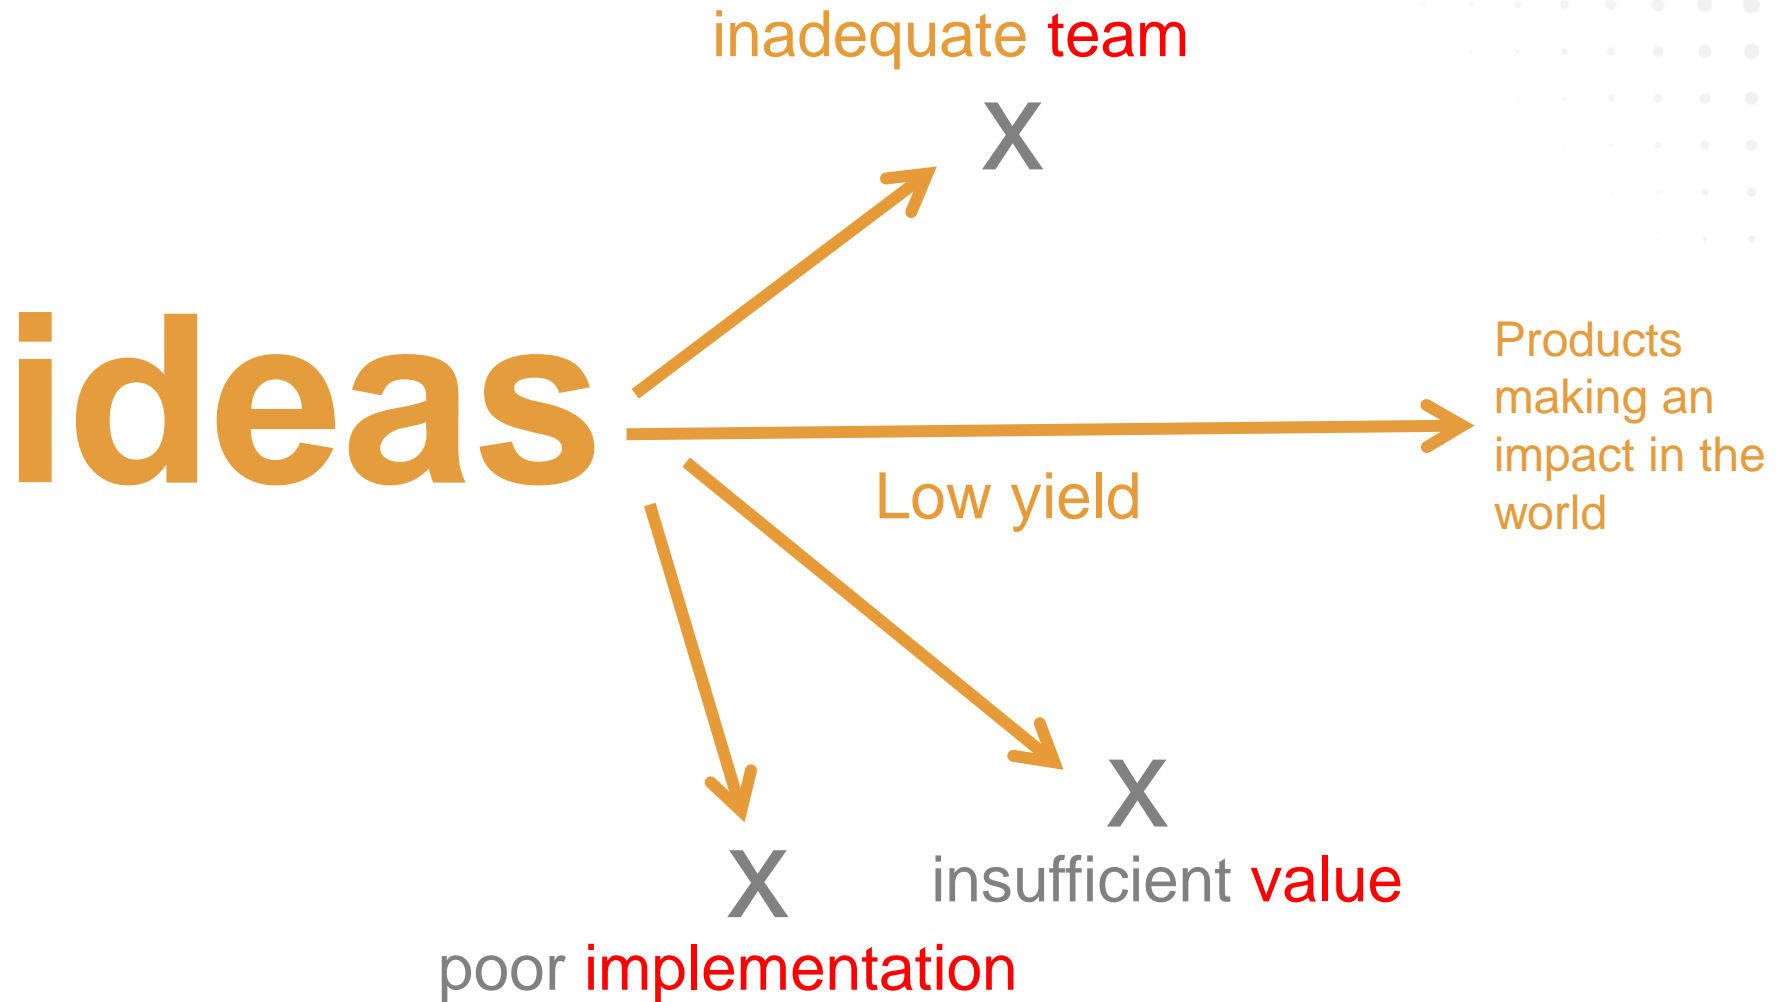 inadequate team
X
ideas
Products
making an
impact in the
world
Low yield
X
insufficient value
X
poor implementation